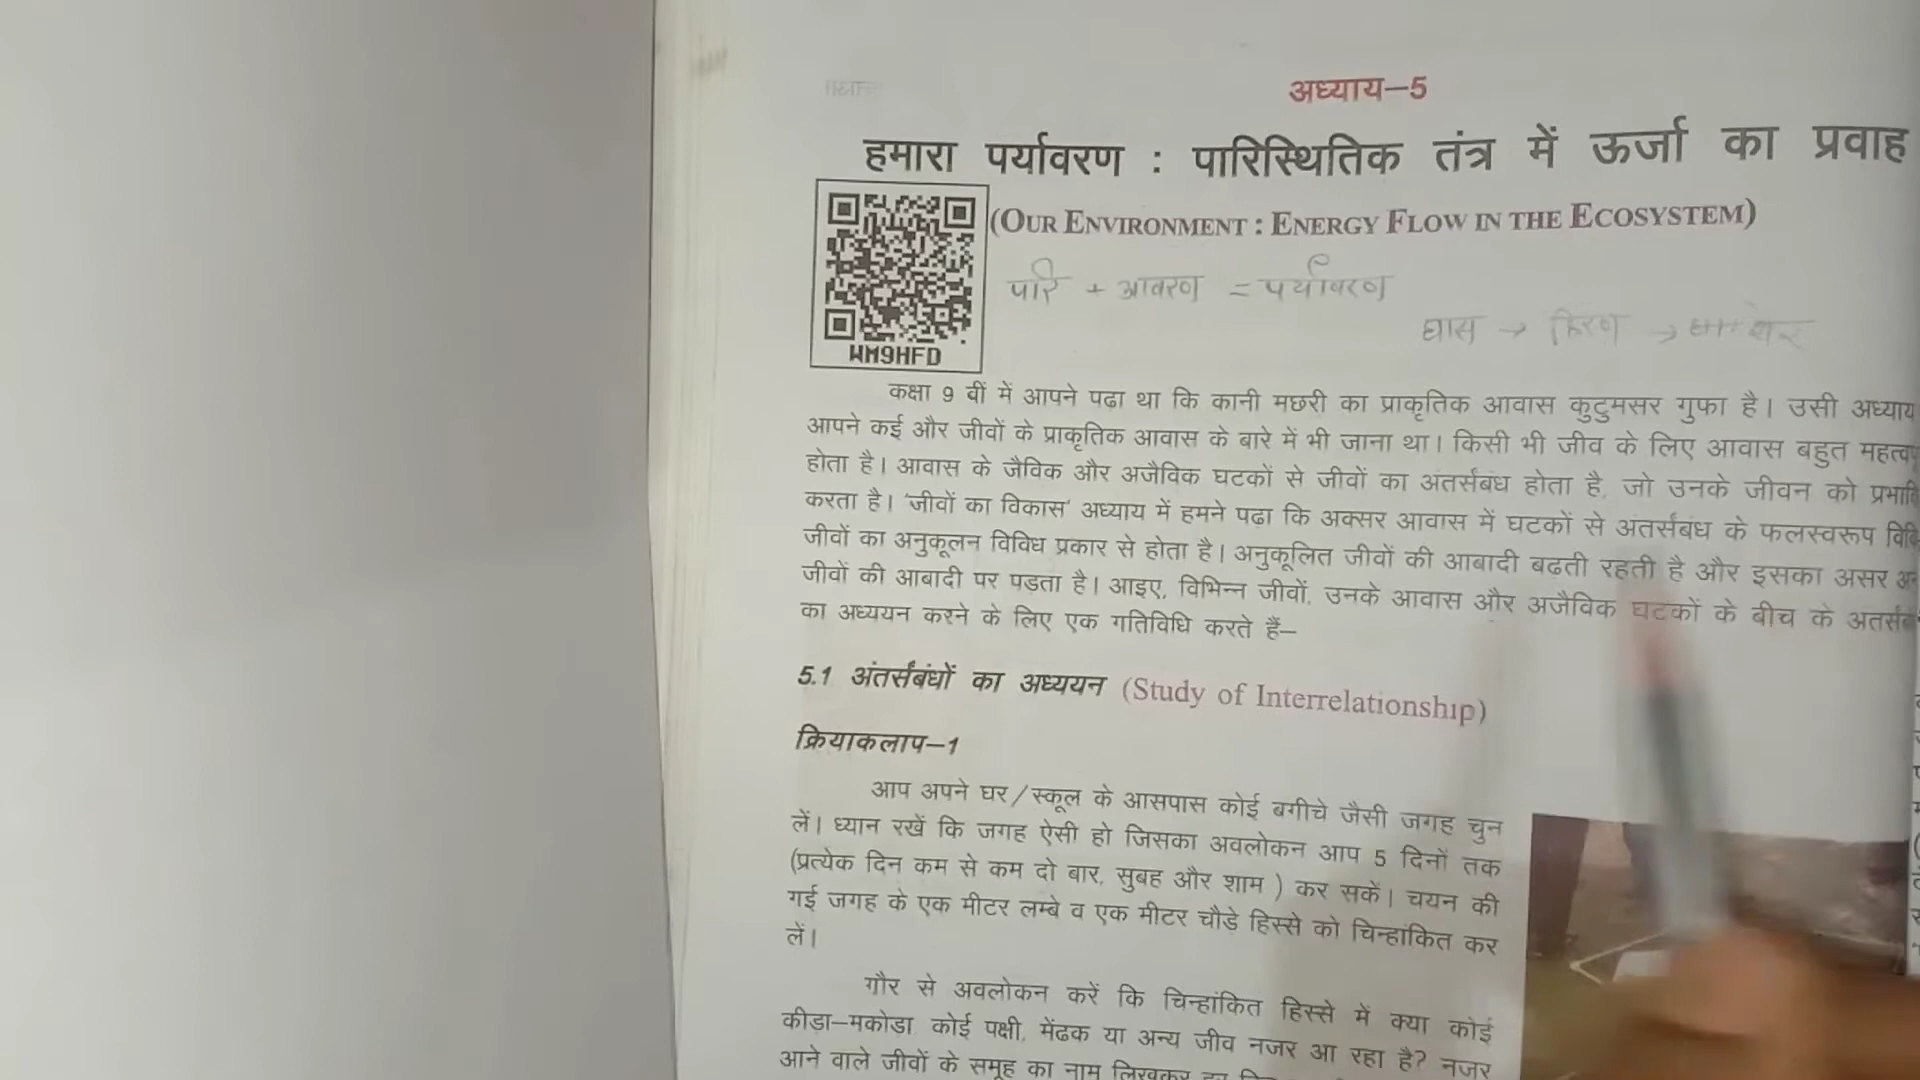 अध्याय–5
हमारा पर्यावरण : पारिस्थितिक तंत्र में ऊर्जा का प्रवाह
(OUR ENVIRONMENT : ENERGY FLOW IN THE ECOSYSTEM)
WM9HFD
परि + आवरण = पर्यावरण
घास → हिरण → शेर
कक्षा 9 वीं में आपने पढ़ा था कि कानी मछरी का प्राकृतिक आवास कुटुमसर गुफा है। उसी अध्याय
आपने कई और जीवों के प्राकृतिक आवास के बारे में भी जाना था। किसी भी जीव के लिए आवास बहुत
होता है। आवास के जैविक और अजैविक घटकों से जीवों का अंतर्संबंध होता है, जो उनके जीवन को
करता है। 'जीवों का विकास' अध्याय में हमने पढ़ा कि अक्सर आवास में घटकों से अंतर्संबंध के फलस्वरूप
जीवों का अनुकूलन विविध प्रकार से होता है। अनुकूलित जीवों की आबादी बढ़ती रहती है और इसका असर
जीवों की आबादी पर पड़ता है। आइए, विभिन्न जीवों, उनके आवास और अजैविक घटकों के बीच के
का अध्ययन करने के लिए एक गतिविधि करते हैं–
5.1 अंतर्संबंधों का अध्ययन (Study of Interrelationship)
क्रियाकलाप–1
आप अपने घर/स्कूल के आसपास कोई बगीचे जैसी जगह चुन
लें। ध्यान रखें कि जगह ऐसी हो जिसका अवलोकन आप 5 दिनों तक
(प्रत्येक दिन कम से कम दो बार, सुबह और शाम ) कर सकें। चयन की
गई जगह के एक मीटर लम्बे व एक मीटर चौड़े हिस्से को चिन्हांकित कर
लें।
गौर से अवलोकन करें कि चिन्हांकित हिस्से में क्या कोई
कीड़ा–मकोड़ा, कोई पक्षी, मेंढक या अन्य जीव नजर आ रहा है? नजर
आने वाले जीवों के समूह का नाम लिखकर